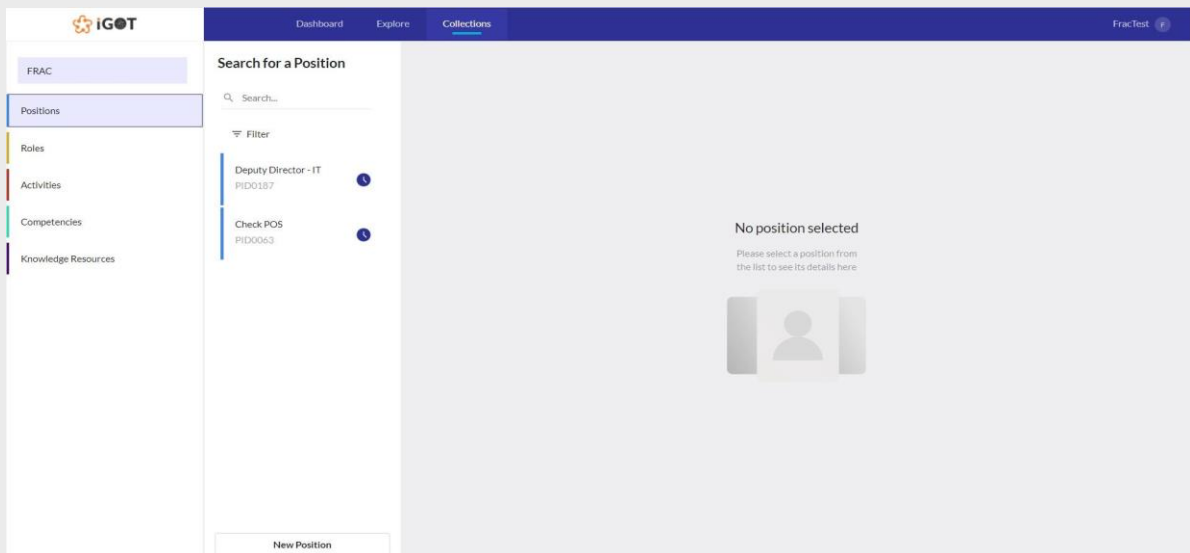 iGOT
Dashboard
Explore
Collections
FracTest
F
FRAC
Positions
Roles
Activities
Competencies
Knowledge Resources
Search for a Position
Search...
Filter
Deputy Director - IT
PID0187
Check POS
PID0063
New Position
No position selected
Please select a position from
the list to see its details here